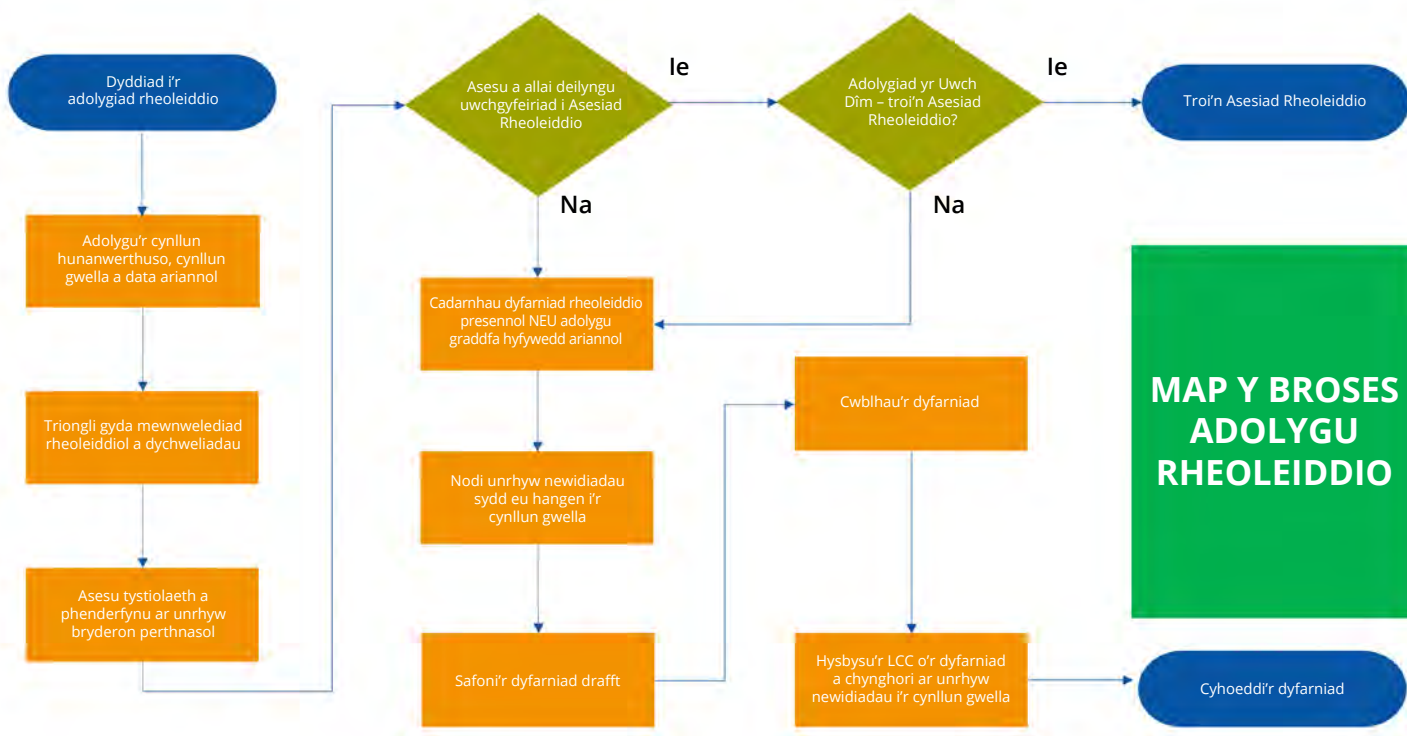 Dyddiad i'r
adolygiad rheoleiddio
Adolygu'r cynllun
hunanwerthuso, cynllun
gwella a data ariannol
Triongli gyda mewnwelediad
rheoleiddiol a dychweliadau
Asesu tystiolaeth a
phenderfynu ar unrhyw
bryderon perthnasol
Asesu a allai deilyngu
uwchgyfeiriad i Asesiad
Rheoleiddio
Ie
Na
Adolygiad yr Uwch
Dîm – troi'n Asesiad
Rheoleiddio?
Ie
Na
Troi'n Asesiad Rheoleiddio
Cadarnhau dyfarniad rheoleiddio
presennol NEU adolygu
graddfa hyfywedd ariannol
Nodi unrhyw newidiadau
sydd eu hangen i'r
cynllun gwella
Safoni'r dyfarniad drafft
Cwblhau'r dyfarniad
Hysbysu'r LCC o'r dyfarniad
a chynghori ar unrhyw
newidiadau i'r cynllun gwella
Cyhoeddi'r dyfarniad
MAP Y BROSES
ADOLYGU
RHEOLEIDDIO